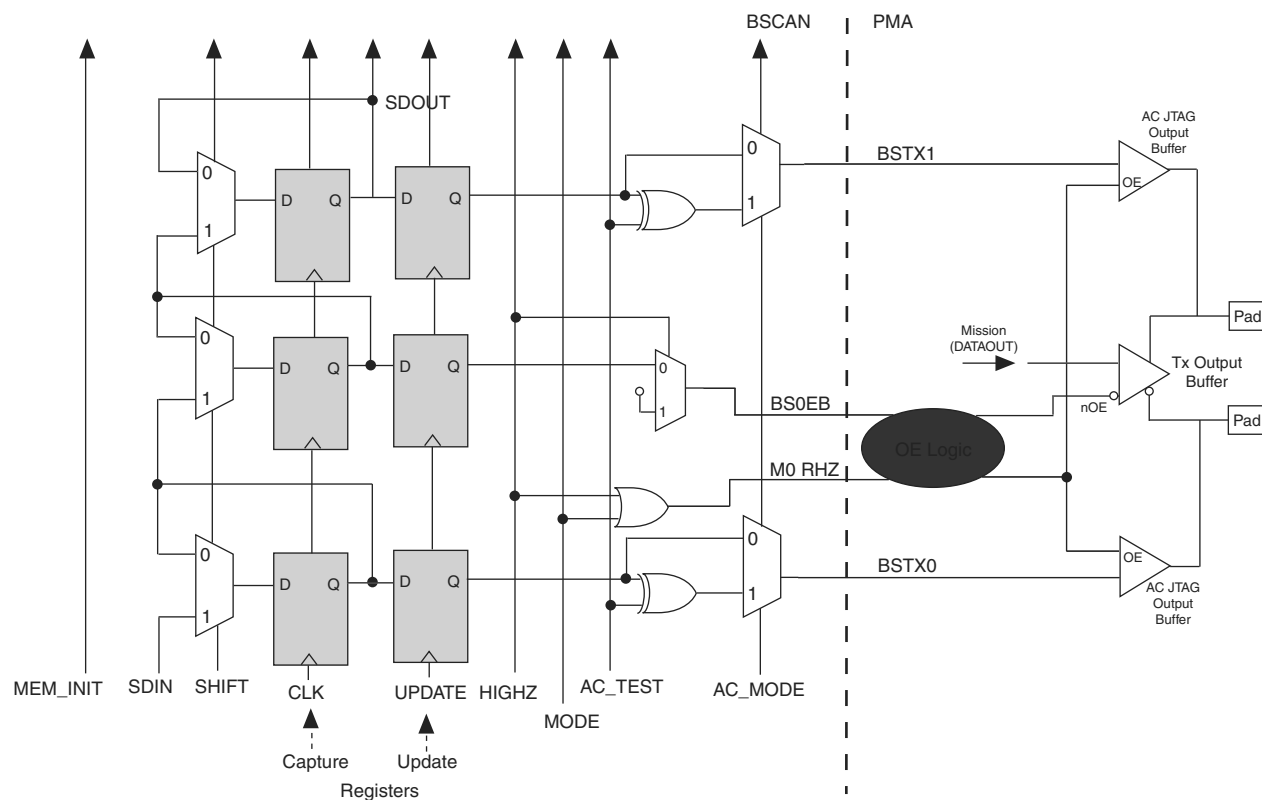 BSCAN
PMA
SDOUT
AC JTAG
Output
Buffer
0
1
D Q
D Q
0
1
BSTX1
OE
0
1
D Q
D Q
0
1
Mission
(DATAOUT)
Tx Output
Buffer
nOE
Pad
Pad
BS0EB
OE Logic
M0 RHZ
0
1
D Q
D Q
0
1
BSTX0
OE
AC JTAG
Output
Buffer
MEM_INIT
SDIN
SHIFT
CLK
UPDATE
HIGHZ
MODE
AC_TEST
AC_MODE
Capture
Update
Registers